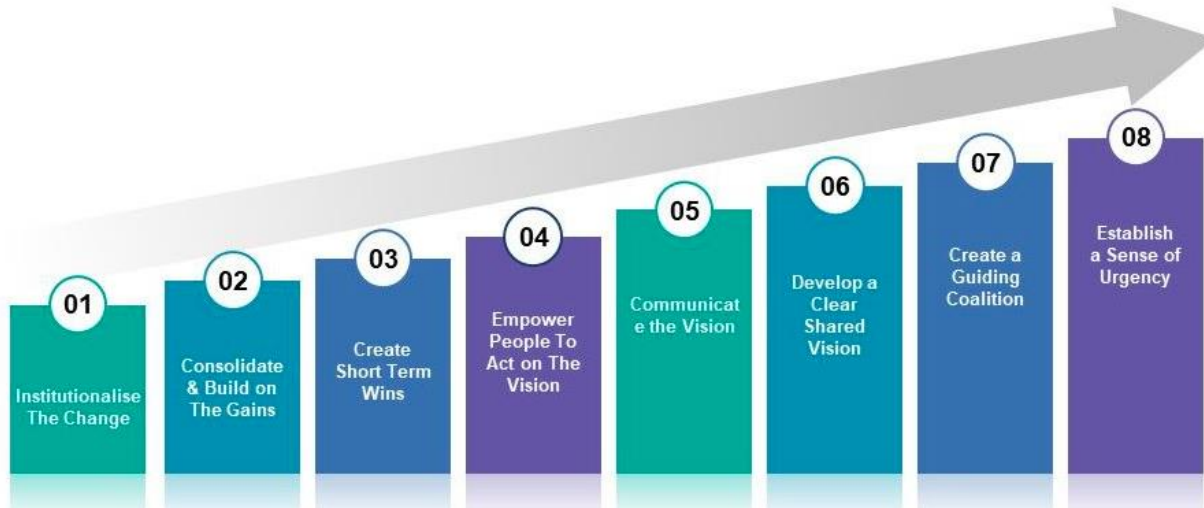 01
Institutionalise
The Change
02
Consolidate
& Build on
The Gains
03
Create
Short Term
Wins
04
Empower
People To
Act on The
Vision
05
Communicat
e the Vision
06
Develop a
Clear
Shared
Vision
07
Create a
Guiding
Coalition
08
Establish
a Sense of
Urgency